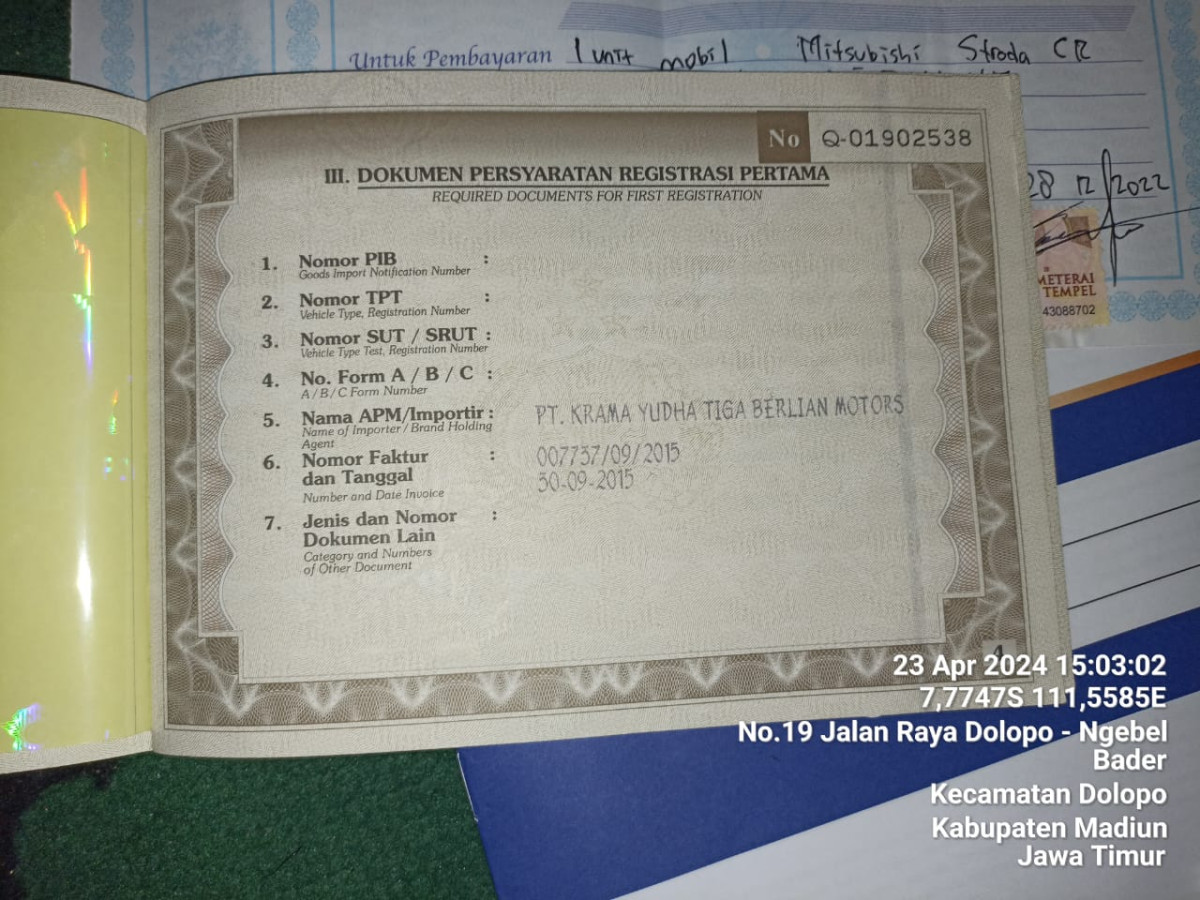 Untuk Pembayaran 1 unit mobil Mitsubishi Strada CR
No Q-01902538
III. DOKUMEN PERSYARATAN REGISTRASI PERTAMA
REQUIRED DOCUMENTS FOR FIRST REGISTRATION
28 12 2022
METERAI
TEMPEL
43088702
1. Nomor PIB :
Goods Import Notification Number
2. Nomor TPT :
Vehicle Type, Registration Number
3. Nomor SUT / SRUT :
Vehicle Type Test, Registration Number
4. No. Form A / B / C :
A / B / C Form Number
5. Nama APM/Importir : PT. KRAMA YUDHA TIGA BERLIAN MOTORS
Name of Importer / Brand Holding
Agent
6. Nomor Faktur : 007737/09/2015
dan Tanggal 30-09-2015
Number and Date Invoice
7. Jenis dan Nomor :
Dokumen Lain
Category and Numbers
of Other Document
4
23 Apr 2024 15:03:02
7,7747S 111,5585E
No.19 Jalan Raya Dolopo - Ngebel
Bader
Kecamatan Dolopo
Kabupaten Madiun
Jawa Timur